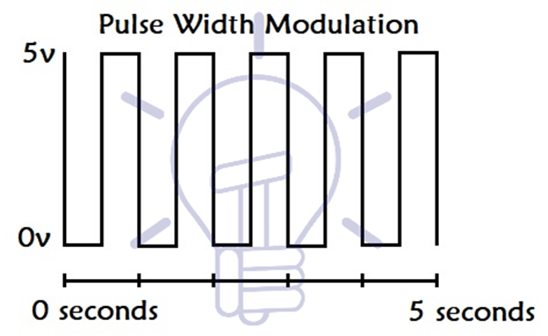 Pulse Width Modulation
5v
0v
0 seconds
5 seconds